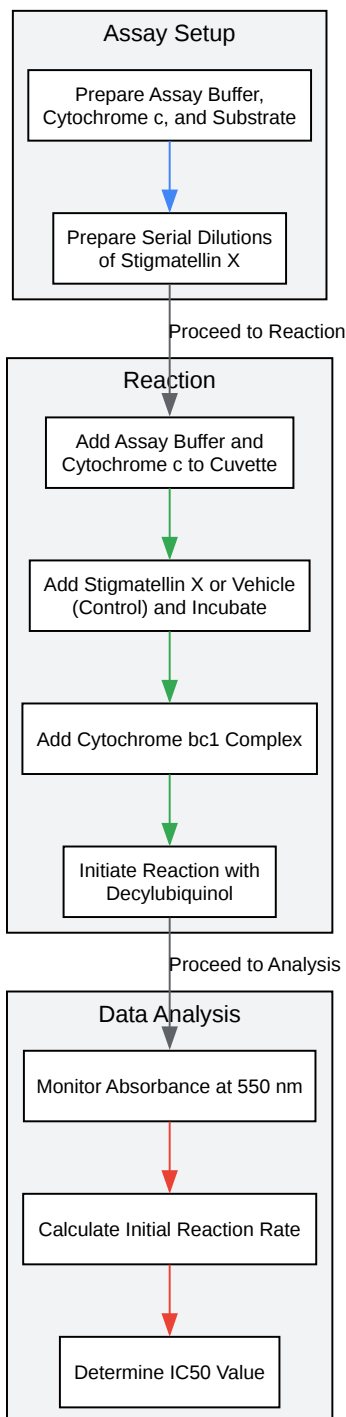 Assay Setup
Prepare Assay Buffer,
Cytochrome c, and Substrate
Prepare Serial Dilutions
of Stigmatellin X
Proceed to Reaction
Reaction
Add Assay Buffer and
Cytochrome c to Cuvette
Add Stigmatellin X or Vehicle
(Control) and Incubate
Add Cytochrome bc1 Complex
Initiate Reaction with
Decylubiquinol
Proceed to Analysis
Data Analysis
Monitor Absorbance at 550 nm
Calculate Initial Reaction Rate
Determine IC50 Value